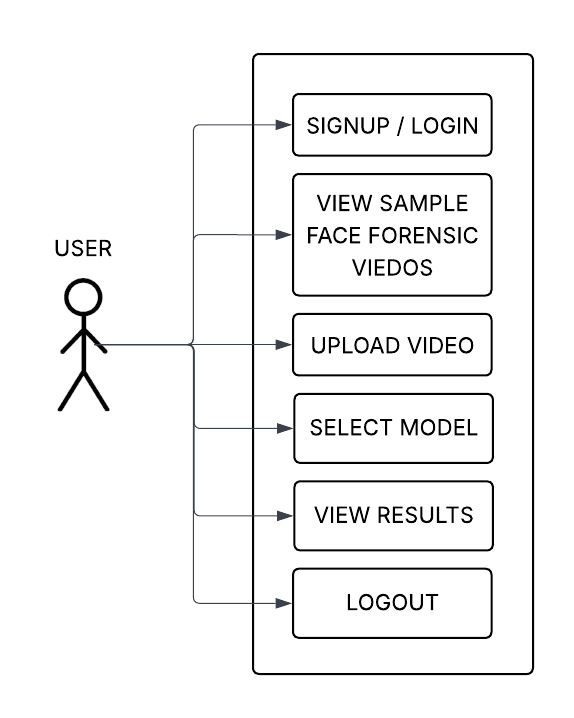 SIGNUP / LOGIN
VIEW SAMPLE
FACE FORENSIC
VIEDOS
USER
UPLOAD VIDEO
SELECT MODEL
VIEW RESULTS
LOGOUT